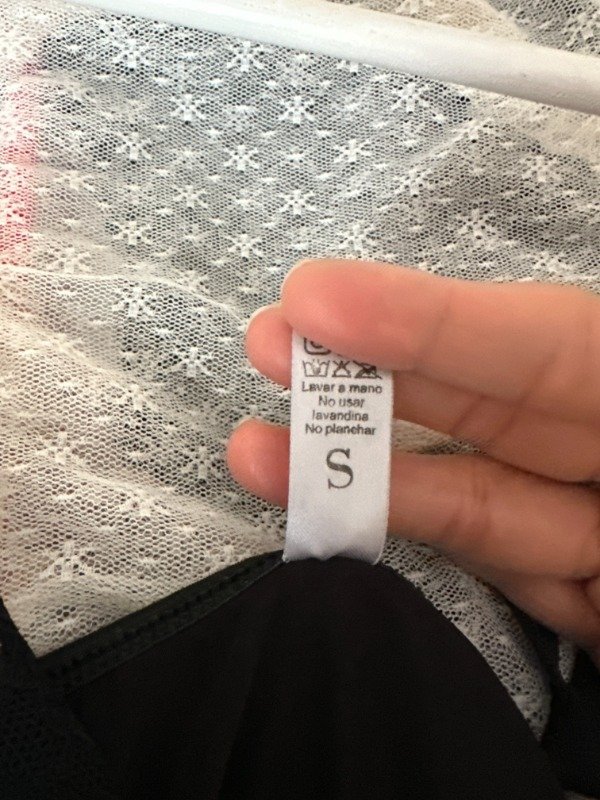 Lavar a mano
No usar
lavandina
No planchar
S